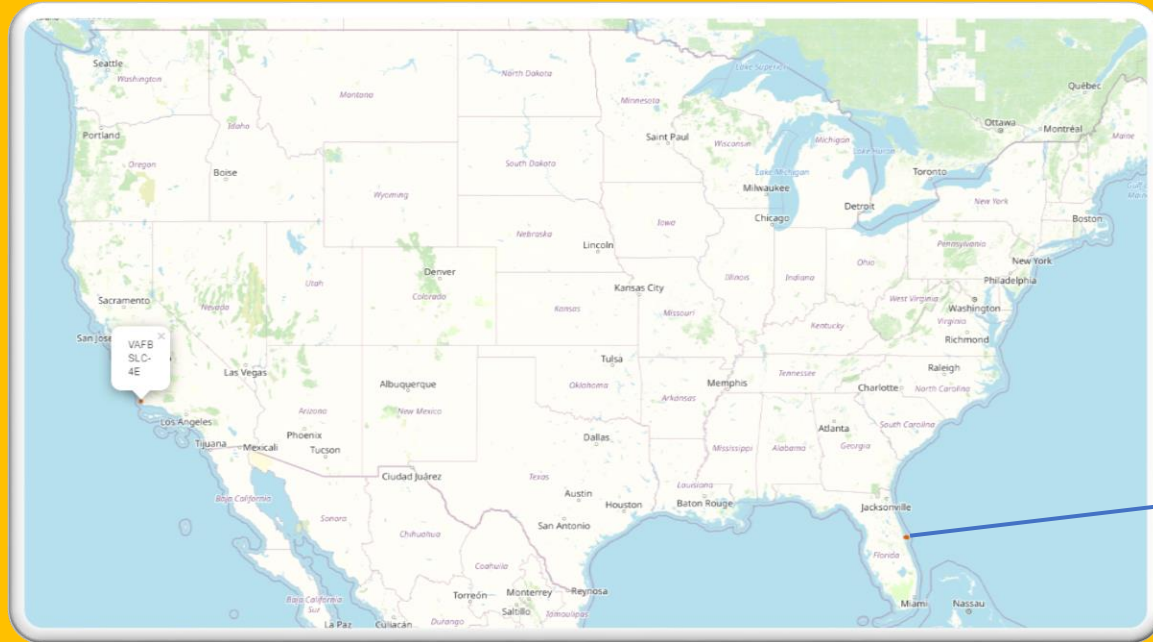 Seattle
Washington
Montana
North Dakota
Minnesota
Lake Superior
Québec
Portland
Oregon
Idaho
Boise
Saint Paul
Wisconsin
Michigan
Lake Huron
Ottawa
Montréal
Maine
South Dakota
Wyoming
Lake Michigan
Milwaukee
Toronto
Chicago
Detroit
New York
Boston
Iowa
Nebraska
Lincoln
Pennsylvania
New York
Philadelphia
Denver
Colorado
Utah
Nevada
Sacramento
Kansas City
Kansas
Missouri
Illinois
Indiana
Ohio
West Virginia
Washington
Virginia
Richmond
Kentucky
VAFB
SLC-
4E
×
Las Vegas
Albuquerque
New Mexico
Arizona
Tulsa
Oklahoma
Arkansas
Memphis
Tennessee
Raleigh
Charlotte
North Carolina
South Carolina
Los Angeles
Tijuana
Mexicali
Phoenix
Tucson
Atlanta
Georgia
Alabama
Mississippi
Dallas
Texas
Ciudad Juárez
Louisiana
Baton Rouge
Jacksonville
Austin
Houston
San Antonio
Baja California
Sonora
Chihuahua
Coahuila
Florida
Miami
Nassau
Baja California
Sur
La Paz
Culiacán
Durango
Torreón
Monterrey
Saltillo
Reynosa
Tamaulipas